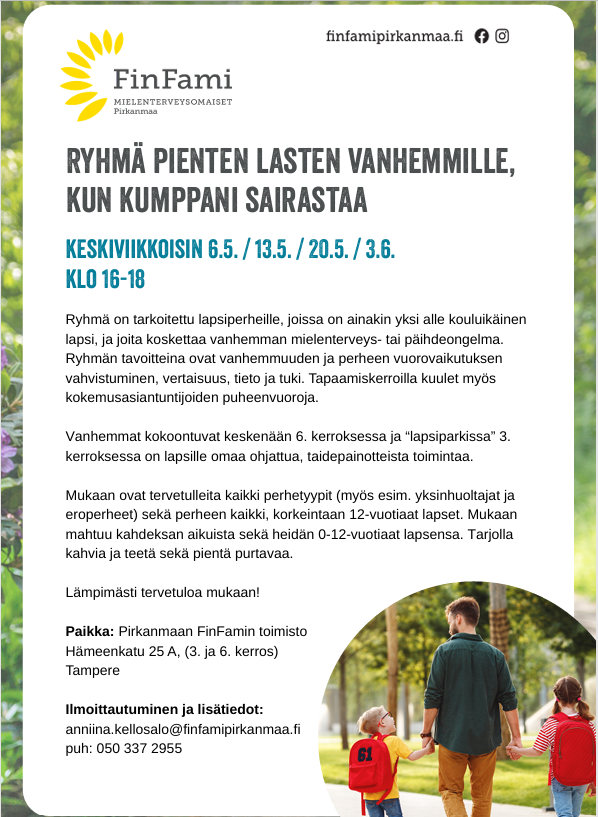 finfamipirkanmaa.fi
FinFami
MIELENTERVEYSOMAISET
Pirkanmaa
RYHMÄ PIENTEN LASTEN VANHEMMILLE,
KUN KUMPPANI SAIRASTAA
KESKIVIIKKOISIN 6.5. / 13.5. / 20.5. / 3.6.
KLO 16-18
Ryhmä on tarkoitettu lapsiperheille, joissa on ainakin yksi alle kouluikäinen
lapsi, ja joita koskettaa vanhemman mielenterveys- tai päihdeongelma.
Ryhmän tavoitteina ovat vanhemmuuden ja perheen vuorovaikutuksen
vahvistuminen, vertaisuus, tieto ja tuki. Tapaamiskerroilla kuulet myös
kokemusasiantuntijoiden puheenvuoroja.
Vanhemmat kokoontuvat keskenään 6. kerroksessa ja “lapsiparkissa” 3.
kerroksessa on lapsille omaa ohjattua, taidepainotteista toimintaa.
Mukaan ovat tervetulleita kaikki perhetyypit (myös esim. yksinhuoltajat ja
eroperheet) sekä perheen kaikki, korkeintaan 12-vuotiaat lapset. Mukaan
mahtuu kahdeksan aikuista sekä heidän 0-12-vuotiaat lapsensa. Tarjolla
kahvia ja teetä sekä pientä purtavaa.
Lämpimästi tervetuloa mukaan!
Paikka: Pirkanmaan FinFamin toimisto
Hämeenkatu 25 A, (3. ja 6. kerros)
Tampere
Ilmoittautuminen ja lisätiedot:
anniina.kellosalo@finfamipirkanmaa.fi
puh: 050 337 2955
61